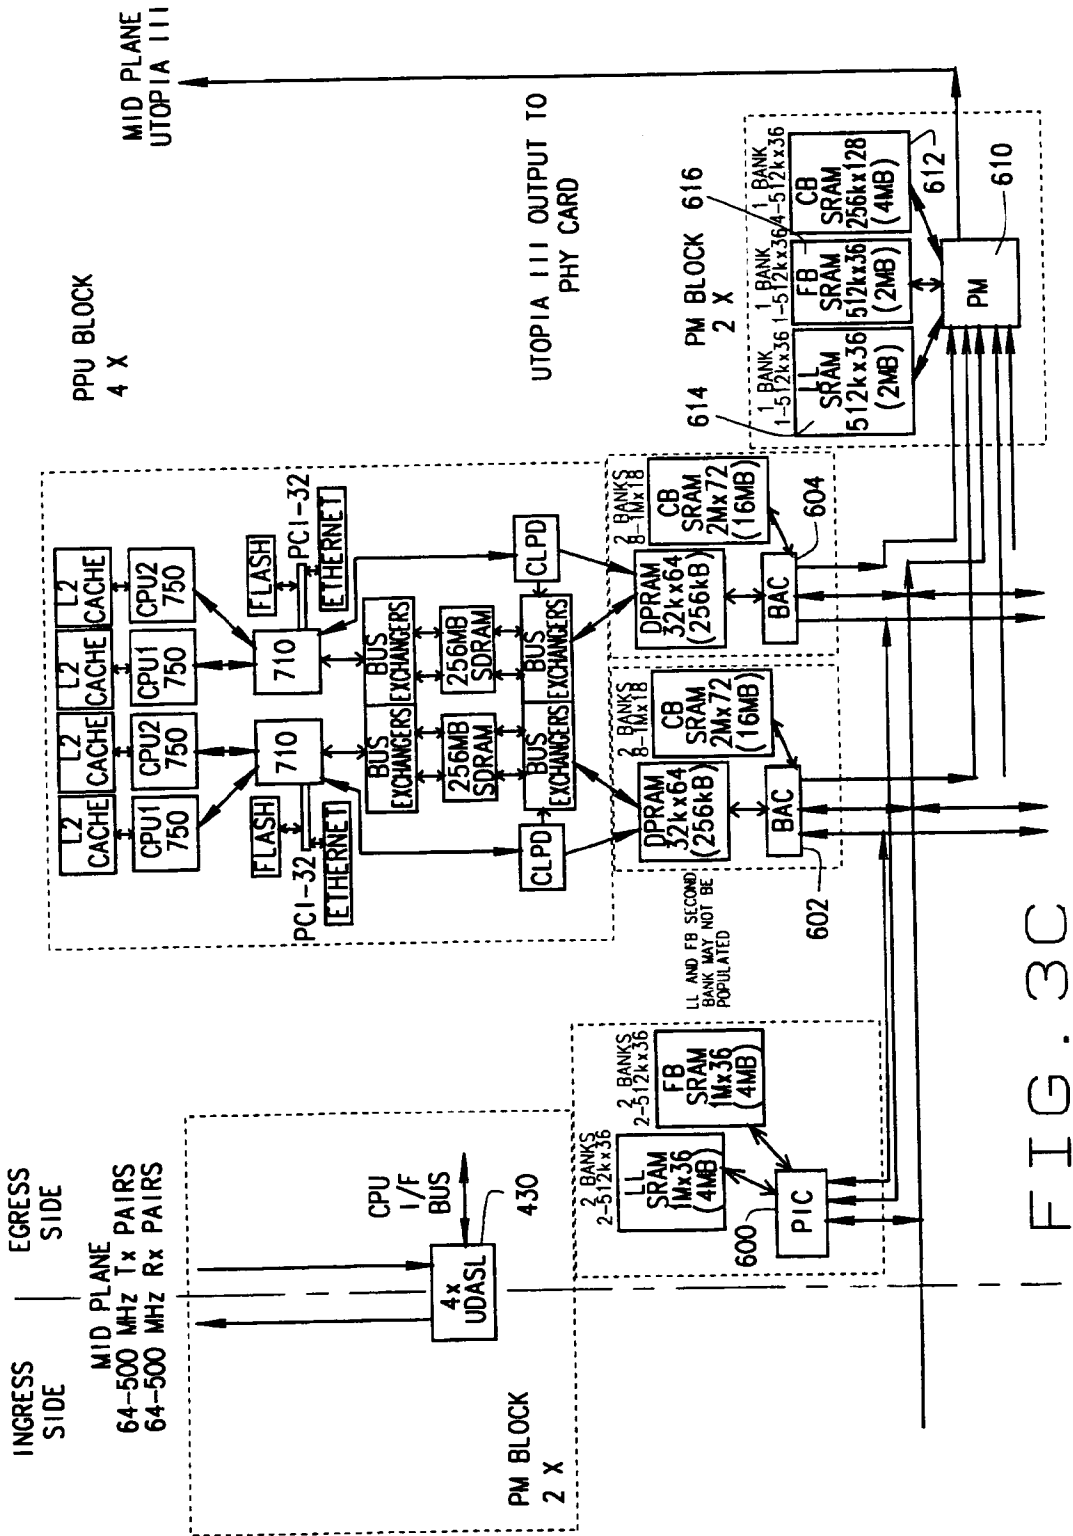 INGRESS
SIDE
EGRESS
SIDE
MID PLANE
64-500 MHz Tx PAIRS
64-500 MHz Rx PAIRS
PM BLOCK
2 X
4x
UDASL
CPU
I/F
BUS
430
PPU BLOCK
4 X
MID PLANE
UTOPIA III
L2
CACHE
L2
CACHE
L2
CACHE
L2
CACHE
CPU1
750
CPU2
750
CPU1
750
CPU2
750
FLASH
710
710
FLASH
PCI-32
PCI-32
ETHERNET
ETHERNET
BUS
EXCHANGERS
BUS
EXCHANGERS
256MB
SDRAM
256MB
SDRAM
CLPD
BUS
EXCHANGERS
BUS
EXCHANGERS
CLPD
UTOPIA III OUTPUT TO
PHY CARD
2 BANKS
2-512kx36
LL
SRAM
1Mx36
(4MB)
2 BANKS
2-512kx36
FB
SRAM
1Mx36
(4MB)
600
PIC
LL AND FB SECOND
BANK MAY NOT BE
POPULATED
2 BANKS
8-1Mx18
DPRAM
32kx64
(256kB)
CB
SRAM
2Mx72
(16MB)
BAC
602
2 BANKS
8-1Mx18
DPRAM
32kx64
(256kB)
CB
SRAM
2Mx72
(16MB)
BAC
604
614
PM BLOCK
2 X
616
1 BANK
1-512kx36
LL
SRAM
512kx36
(2MB)
1 BANK
1-512kx36
FB
SRAM
512kx36
(2MB)
1 BANK
4-512kx36
CB
SRAM
256kx128
(4MB)
612
PM
610
FIG. 3C